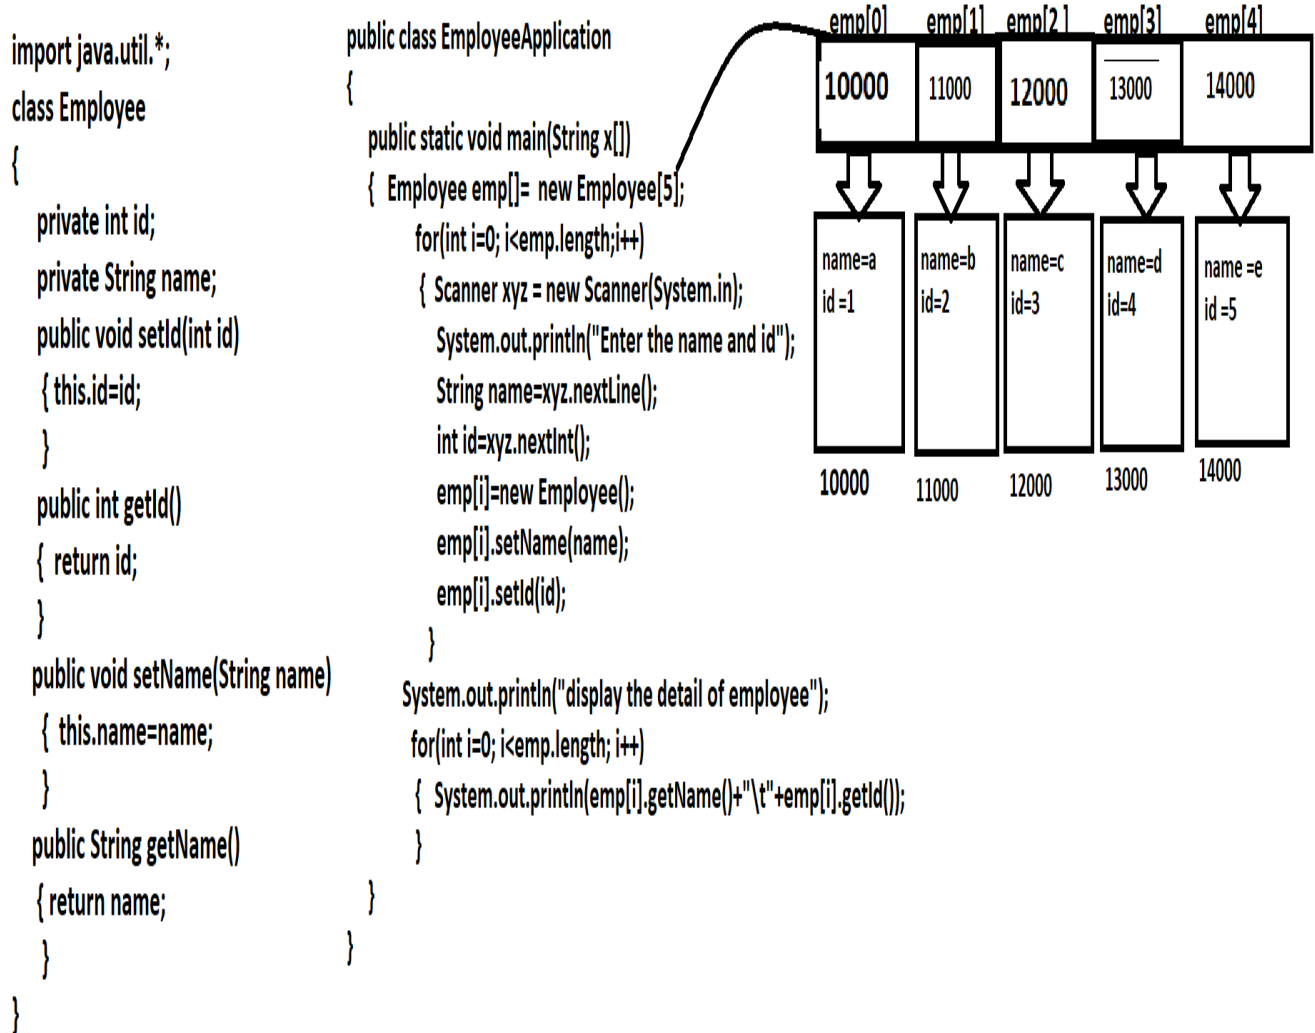 import java.util.*;
class Employee
{
private int id;
private String name;
public void setId(int id)
{ this.id=id;
}
public int getId()
{ return id;
}
public void setName(String name)
{ this.name=name;
}
public String getName()
{ return name;
}
}
public class EmployeeApplication
{
public static void main(String x[])
{ Employee emp[]= new Employee[5];
for(int i=0; i<emp.length;i++)
{ Scanner xyz = new Scanner(System.in);
System.out.println("Enter the name and id");
String name=xyz.nextLine();
int id=xyz.nextInt();
emp[i]=new Employee();
emp[i].setName(name);
emp[i].setId(id);
}
System.out.println("display the detail of employee");
for(int i=0; i<emp.length; i++)
{ System.out.println(emp[i].getName()+"\t"+emp[i].getId());
}
}
}
emp[0] emp[1] emp[2] emp[3] emp[4]
10000 11000 12000 13000 14000
name=a name=b name=c name=d name =e
id =1 id=2 id=3 id=4 id =5
10000 11000 12000 13000 14000